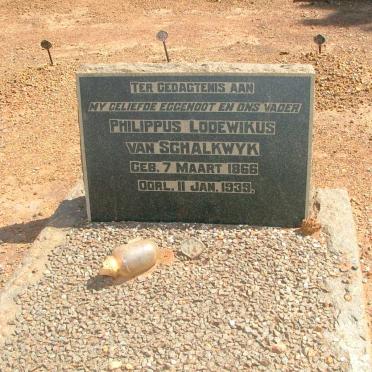 TER GEDAGTENIS AAN
MY GELIEFDE EGGENOOT EN ONS VADER
PHILIPPUS LODEWIKUS
VAN SCHALKWYK
GEB. 7 MAART 1866
OORL. 11 JAN. 1939.